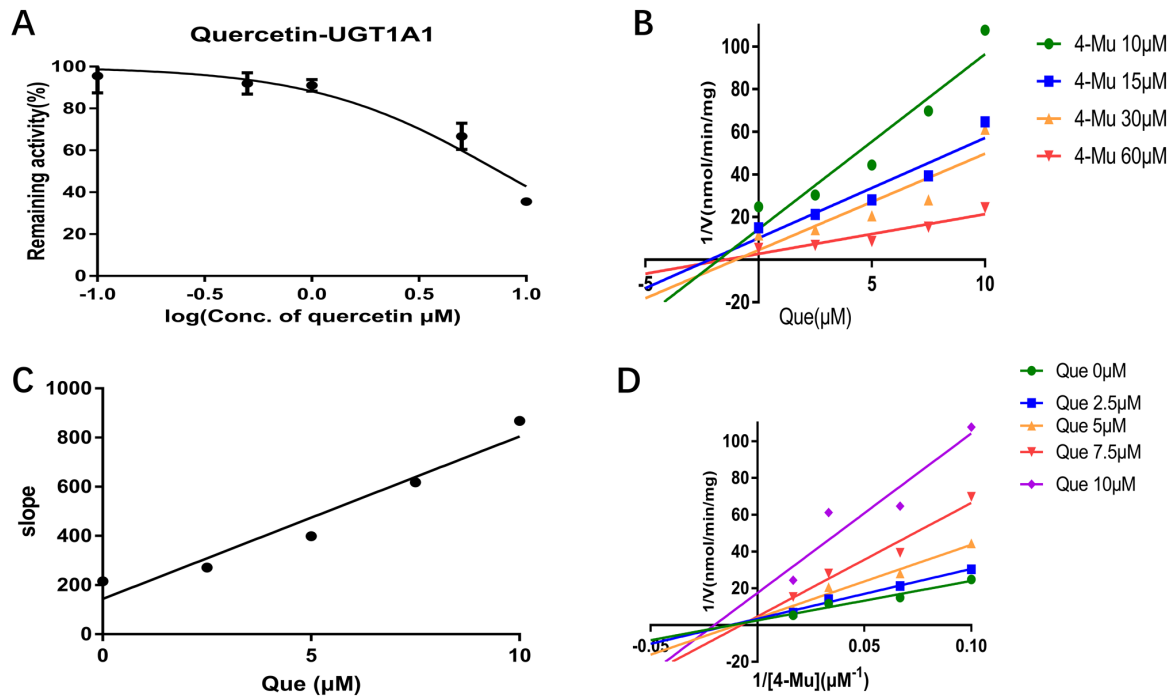 A
Quercetin-UGT1A1
Remaining activity(%)
100
80
60
40
20
0
-1.0
-0.5
0.0
0.5
1.0
log(Conc. of quercetin µM)
B
1/V(nmol/min/mg)
100
80
60
40
20
-20
-5
5
10
Que(µM)
4-Mu 10µM
4-Mu 15µM
4-Mu 30µM
4-Mu 60µM
C
slope
1000
800
600
400
200
0
0
5
10
Que (µM)
D
1/V(nmol/min/mg)
100
80
60
40
20
-20
-0.05
0.05
0.10
1/[4-Mu](µM⁻¹)
Que 0µM
Que 2.5µM
Que 5µM
Que 7.5µM
Que 10µM